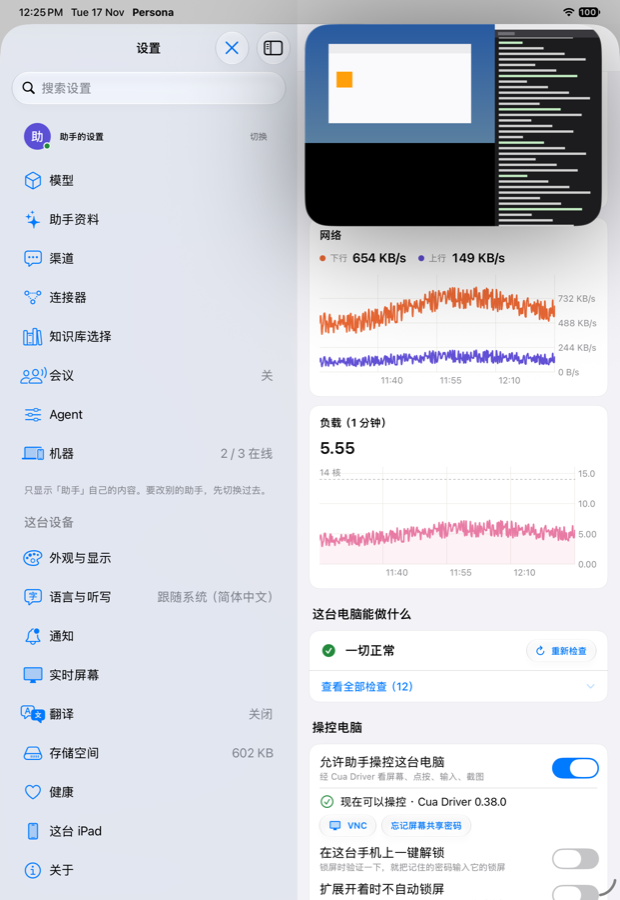 12:25 PM Tue 17 Nov Persona
100
设置
搜索设置
助
助手的设置
切换
模型
助手资料
渠道
连接器
知识库选择
会议
关
Agent
机器
2 / 3 在线
只显示「助手」自己的内容。要改别的助手，先切换过去。
这台设备
外观与显示
字
语言与听写
跟随系统（简体中文）
通知
实时屏幕
A
文
翻译
关闭
存储空间
602 KB
健康
这台 iPad
关于
网络
下行 654 KB/s 上行 149 KB/s
732 KB/s
488 KB/s
244 KB/s
0 B/s
11:40 11:55 12:10
负载（1 分钟）
5.55
14 核
15.0
10.0
5.00
0.00
11:40 11:55 12:10
这台电脑能做什么
一切正常
重新检查
查看全部检查（12）
操控电脑
允许助手操控这台电脑
经 Cua Driver 看屏幕、点按、输入、截图
现在可以操控 · Cua Driver 0.38.0
VNC
忘记屏幕共享密码
在这台手机上一键解锁
锁屏时验证一下，就把记住的密码输入它的锁屏
扩展开着时不自动锁屏